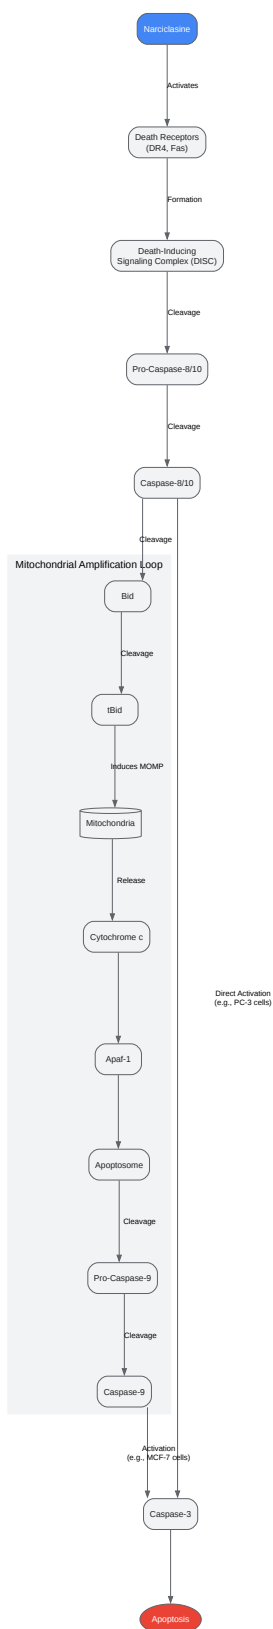 Narciclasine
Activates
Death Receptors
(DR4, Fas)
Formation
Death-Inducing
Signaling Complex (DISC)
Cleavage
Pro-Caspase-8/10
Cleavage
Caspase-8/10
Cleavage
Mitochondrial Amplification Loop
Bid
Cleavage
tBid
Induces MOMP
Mitochondria
Release
Cytochrome c
Direct Activation
(e.g., PC-3 cells)
Apaf-1
Apoptosome
Cleavage
Pro-Caspase-9
Cleavage
Caspase-9
Activation
(e.g., MCF-7 cells)
Caspase-3
Apoptosis